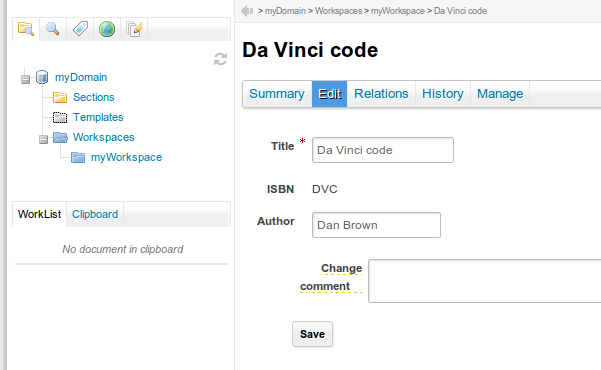 > myDomain > Workspaces > myWorkspace > Da Vinci code
Da Vinci code
Summary Edit Relations History Manage
Title * Da Vinci code
ISBN DVC
Author Dan Brown
Change
comment
Save
myDomain
Sections
Templates
Workspaces
myWorkspace
WorkList Clipboard
No document in clipboard